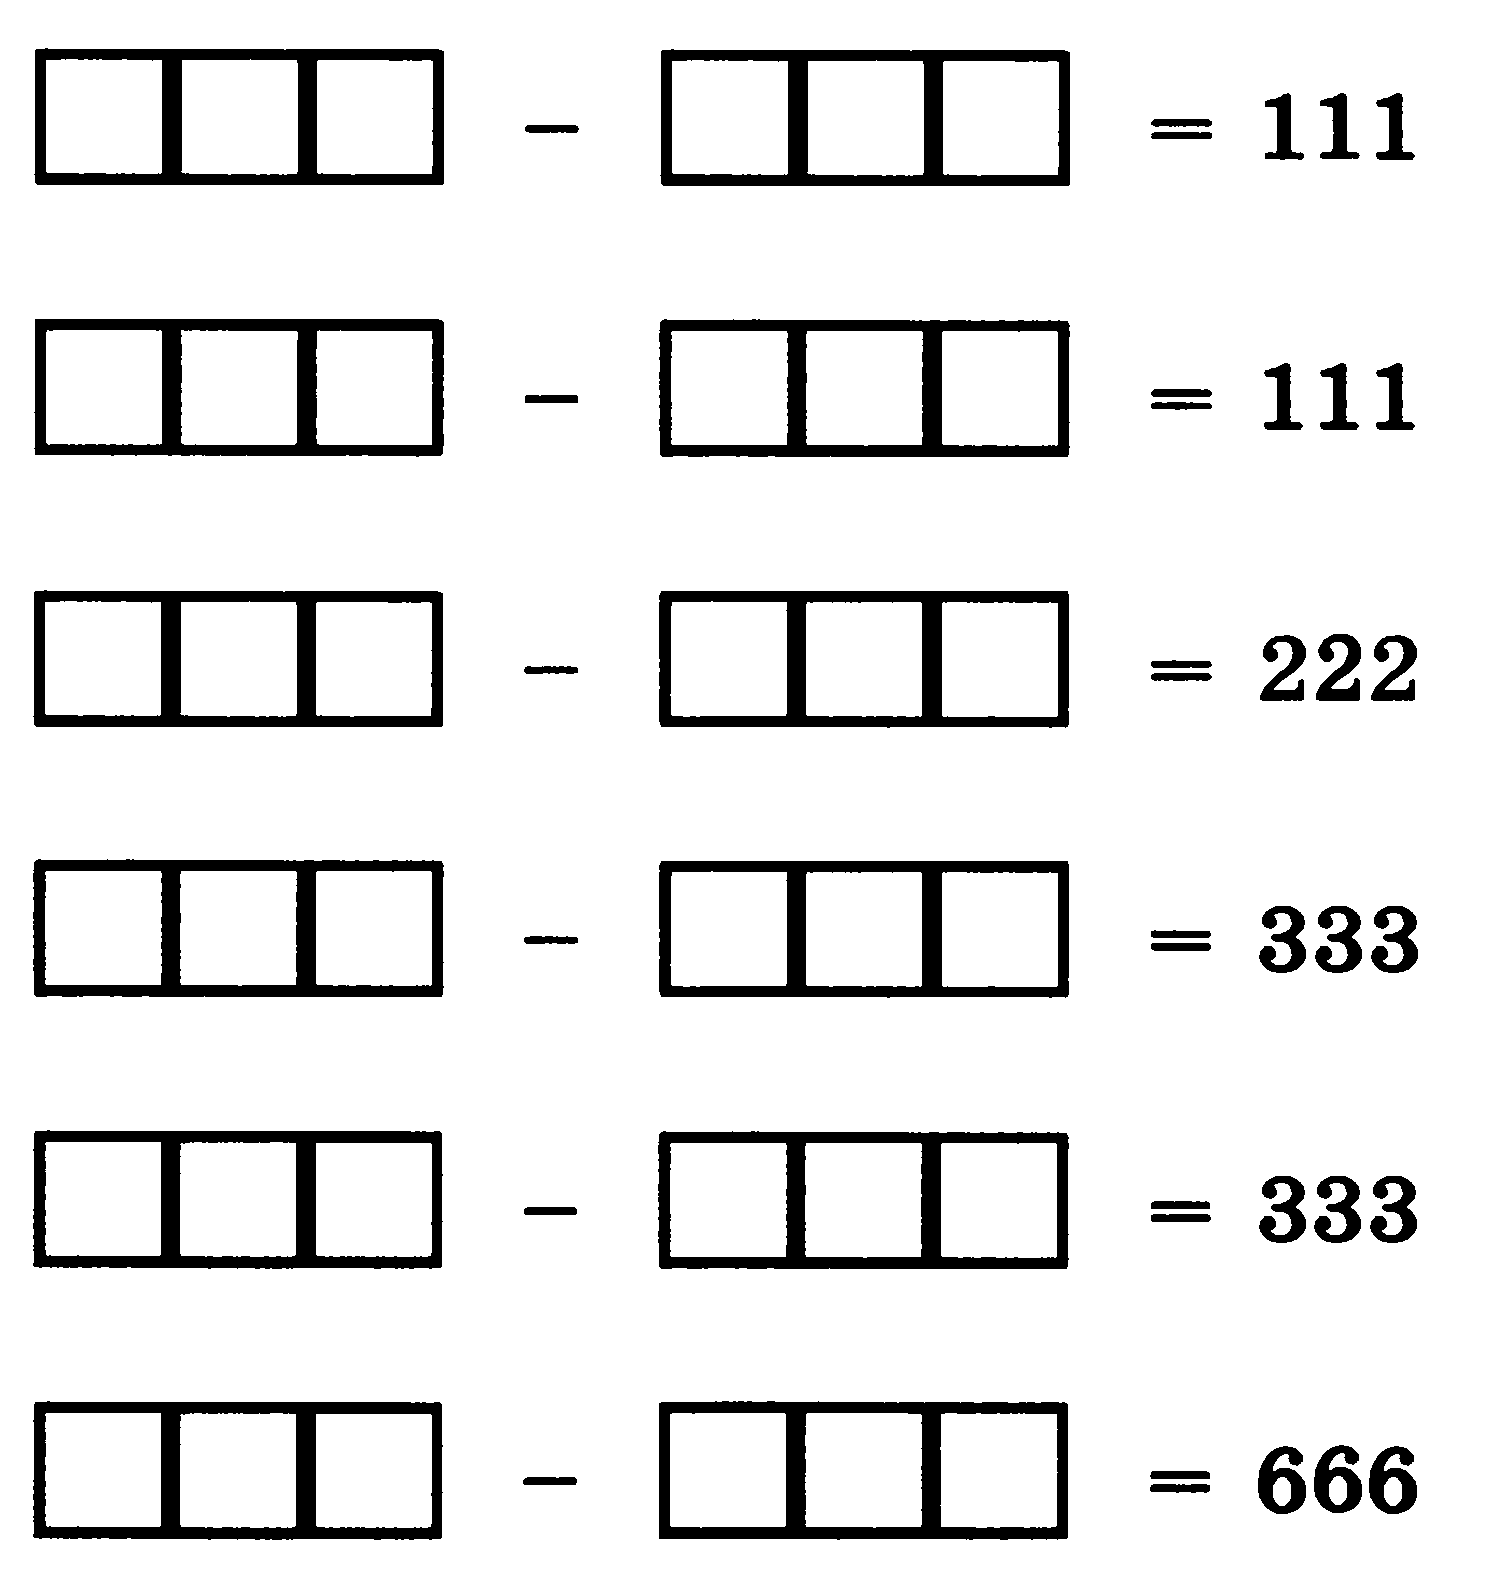 − = 111
− = 111
− = 222
− = 333
− = 333
− = 666